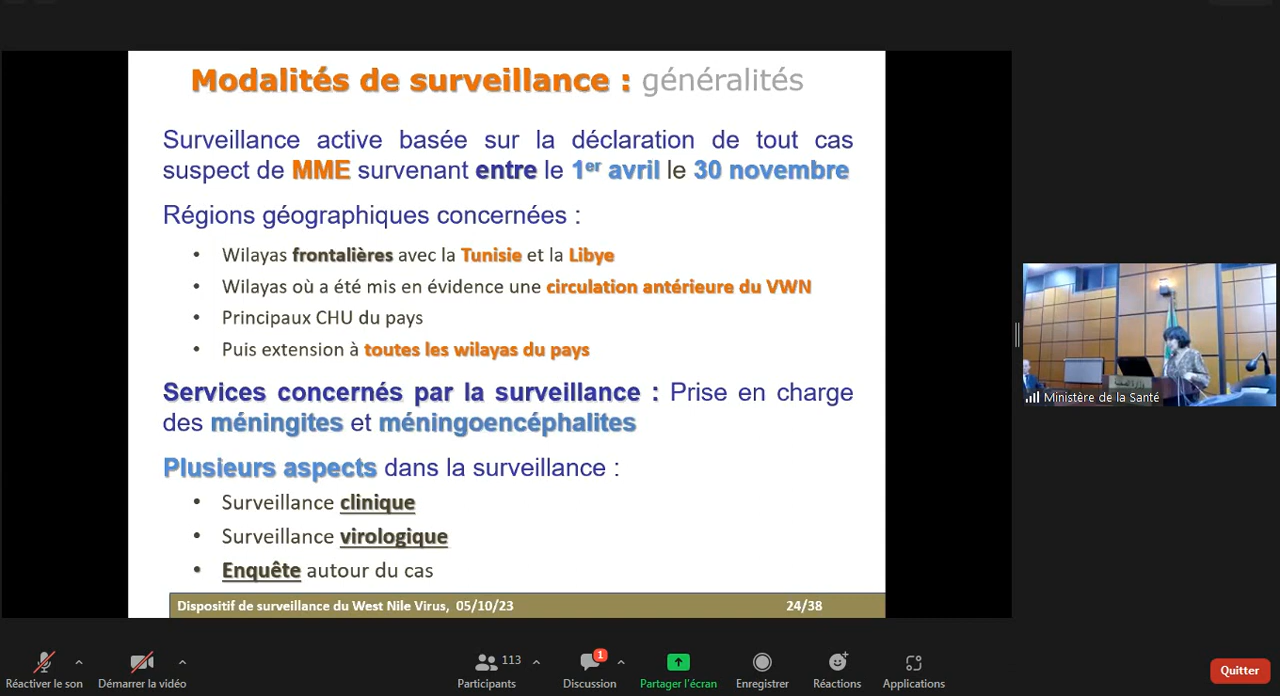 Modalités de surveillance : généralités
Surveillance active basée sur la déclaration de tout cas
suspect de MME survenant entre le 1er avril le 30 novembre
Régions géographiques concernées :
• Wilayas frontalières avec la Tunisie et la Libye
• Wilayas où a été mis en évidence une circulation antérieure du VWN
• Principaux CHU du pays
• Puis extension à toutes les wilayas du pays
Services concernés par la surveillance : Prise en charge
des méningites et méningoencéphalites
Plusieurs aspects dans la surveillance :
• Surveillance clinique
• Surveillance virologique
• Enquête autour du cas
Dispositif de surveillance du West Nile Virus, 05/10/23 24/38
Ministère de la Santé
Réactiver le son
Démarrer la vidéo
113
Participants
1
Discussion
Partager l'écran
Enregistrer
Réactions
Applications
Quitter